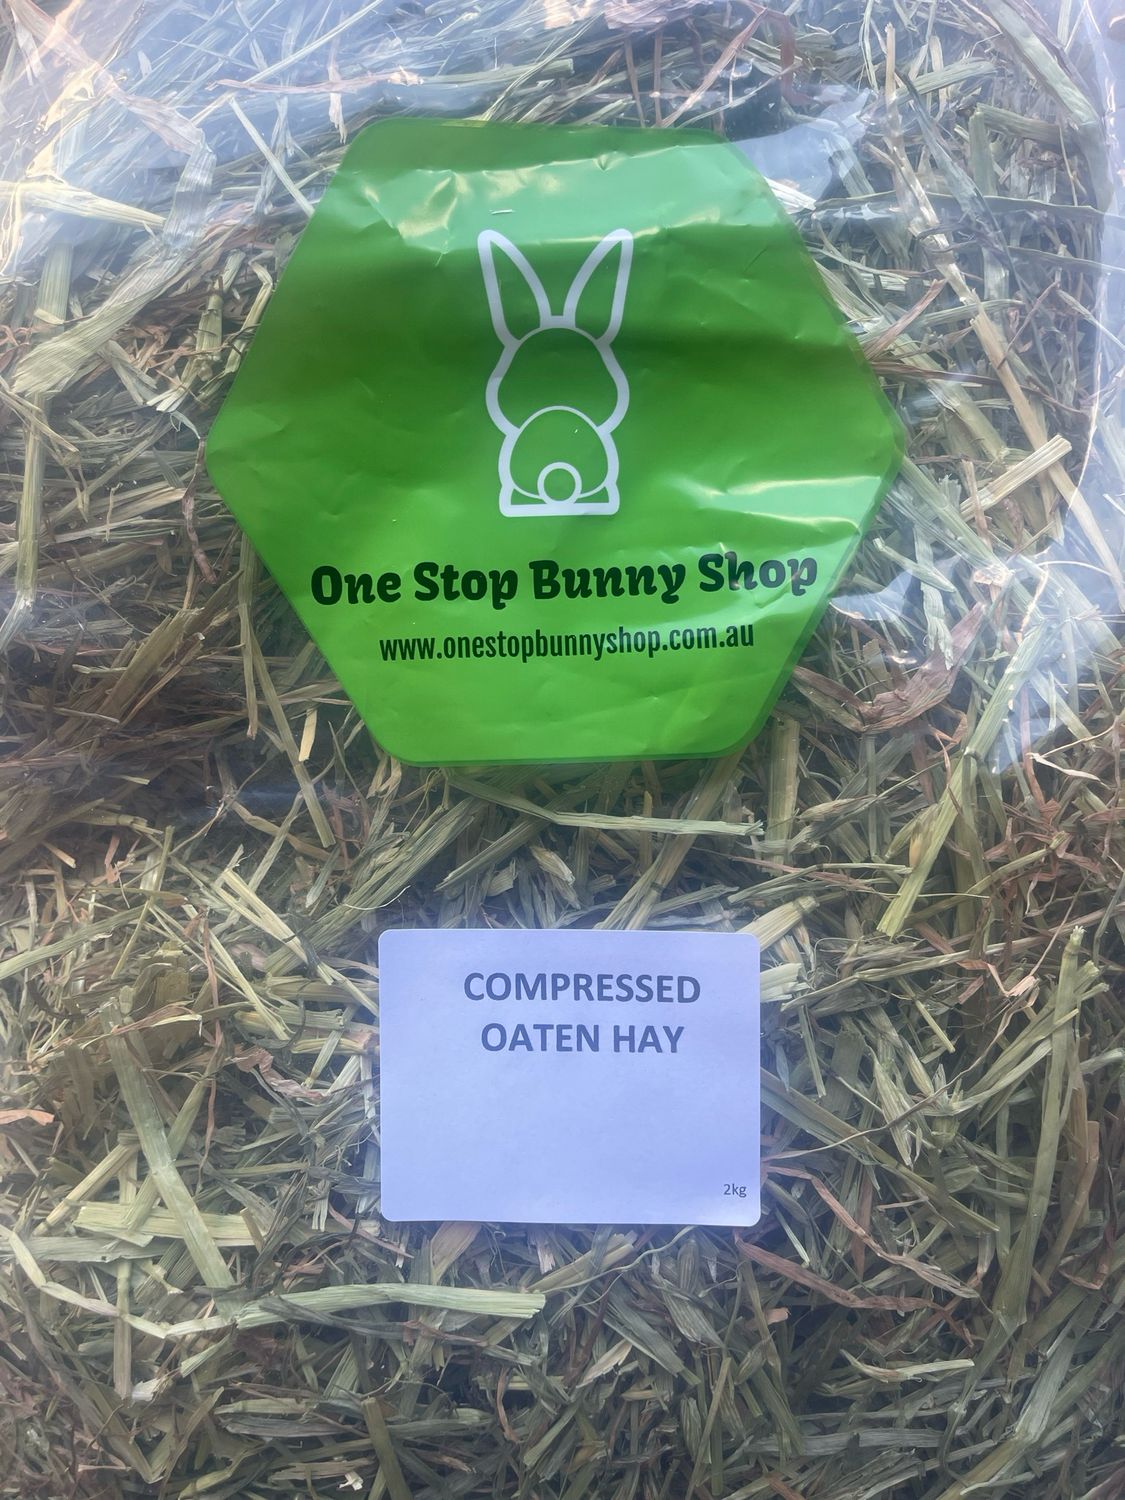 One Stop Bunny Shop
www.onestopbunnyshop.com.au
COMPRESSED
OATEN HAY
2kg